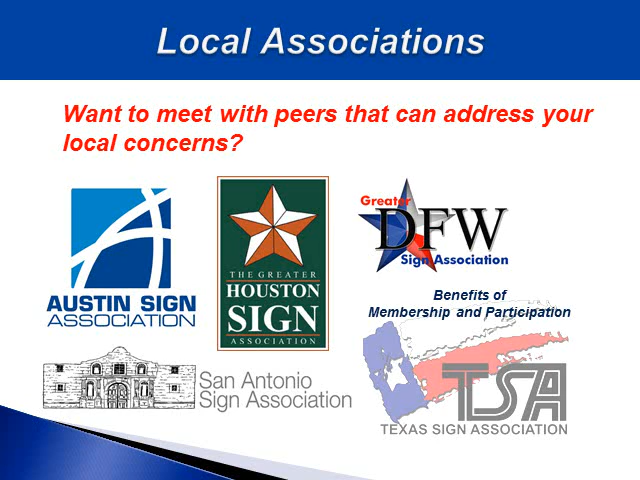 Local Associations
Want to meet with peers that can address your
local concerns?
AUSTIN SIGN
ASSOCIATION
THE GREATER
HOUSTON
SIGN
ASSOCIATION
Greater
DFW
Sign Association
Benefits of
Membership and Participation
San Antonio
Sign Association
TSA
TEXAS SIGN ASSOCIATION